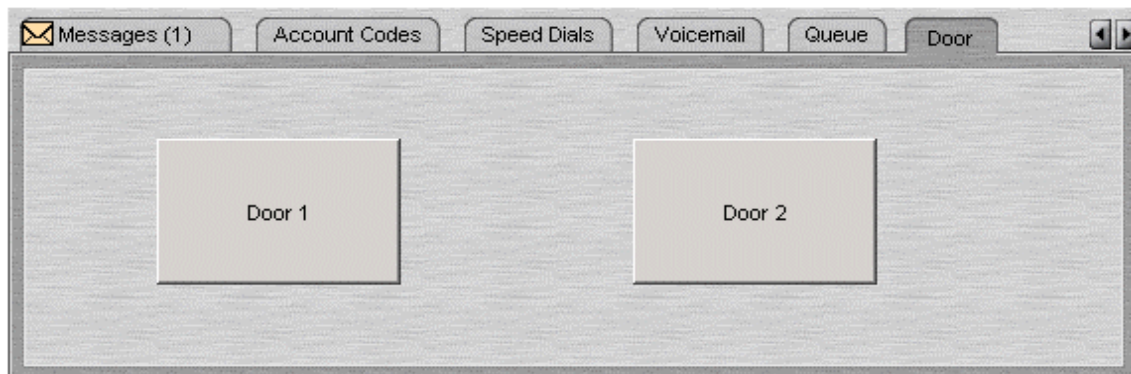 Messages (1) Account Codes Speed Dials Voicemail Queue Door
Door 1 Door 2